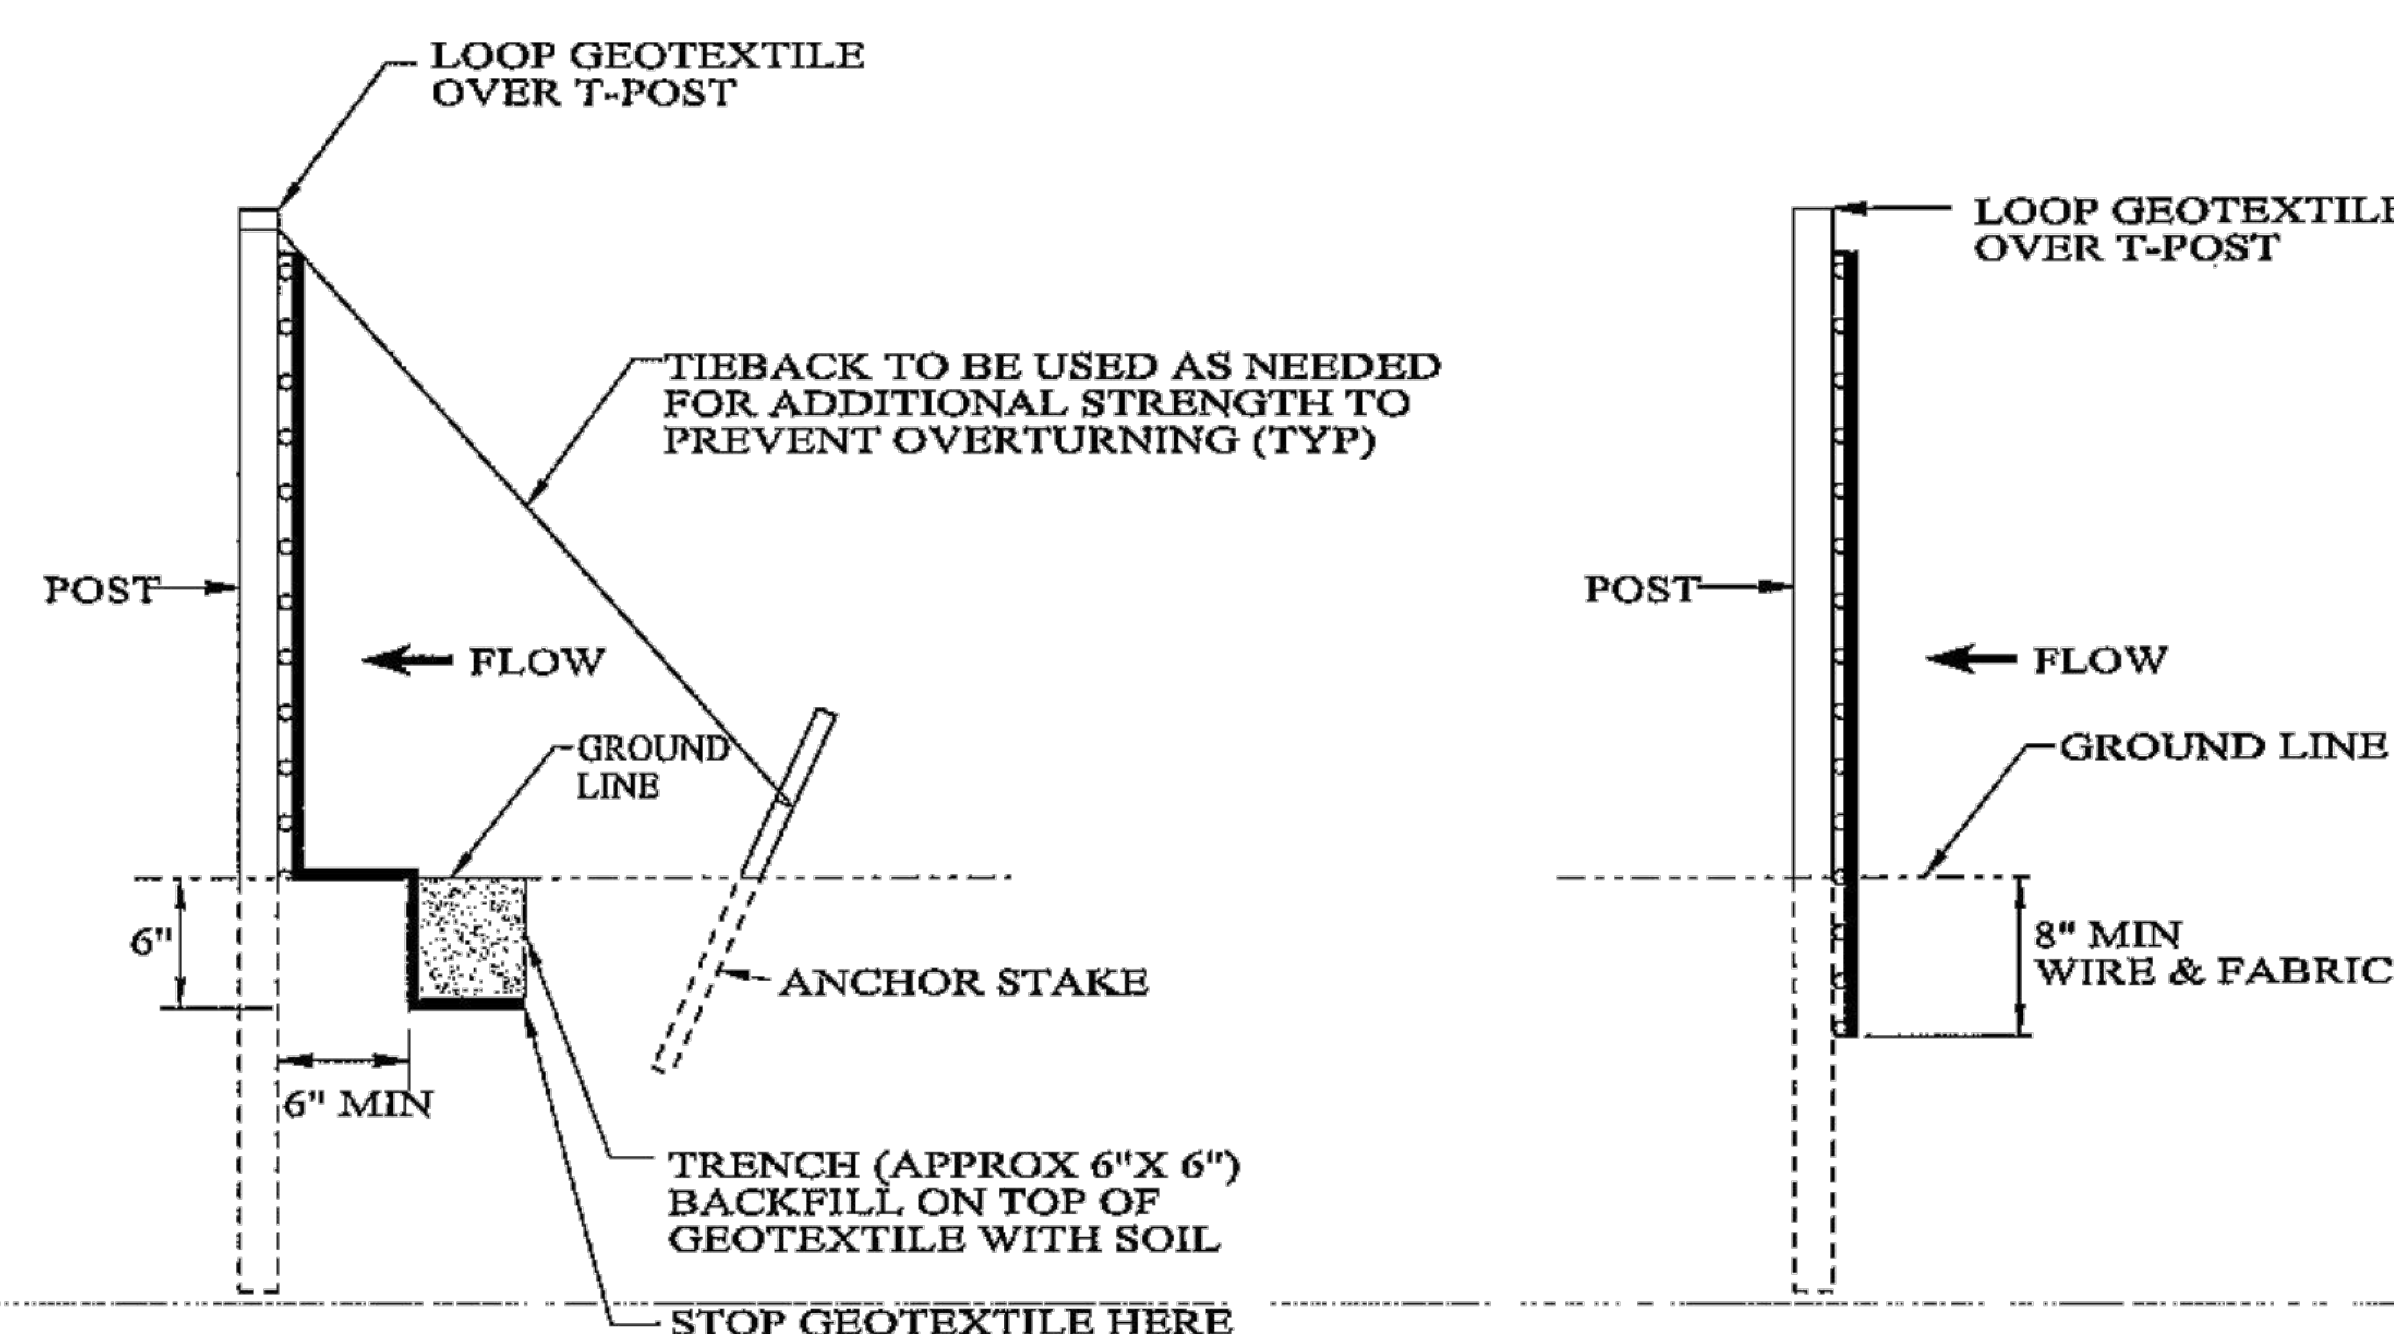 LOOP GEOTEXTILE
OVER T-POST
TIEBACK TO BE USED AS NEEDED
FOR ADDITIONAL STRENGTH TO
PREVENT OVERTURNING (TYP)
POST
FLOW
GROUND
LINE
6"
6" MIN
ANCHOR STAKE
TRENCH (APPROX 6"X 6")
BACKFILL ON TOP OF
GEOTEXTILE WITH SOIL
STOP GEOTEXTILE HERE
LOOP GEOTEXTILE
OVER T-POST
POST
FLOW
GROUND LINE
8" MIN
WIRE & FABRIC